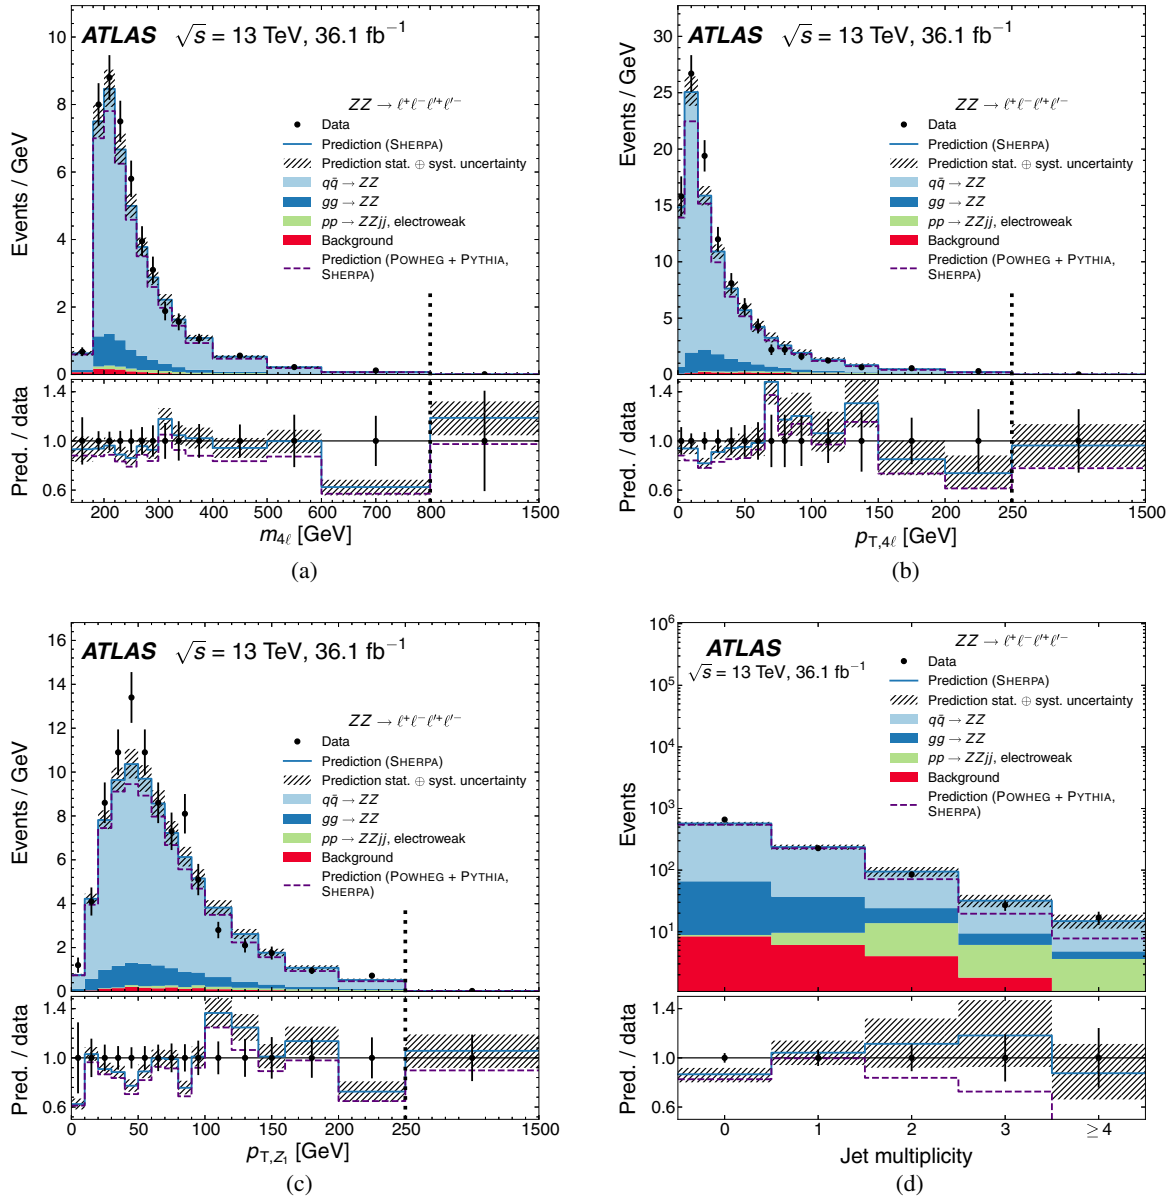 ATLAS √s = 13 TeV, 36.1 fb⁻¹
ZZ → ℓ⁺ℓ⁻ℓ′⁺ℓ′⁻
Data
Prediction (SHERPA)
Prediction stat. ⊕ syst. uncertainty
qq̄ → ZZ
gg → ZZ
pp → ZZjj, electroweak
Background
Prediction (POWHEG + PYTHIA,
SHERPA)
Events / GeV
10
8
6
4
2
0
Pred. / data
1.4
1.0
0.6
200 300 400 500 600 700 800 1500
m4ℓ [GeV]
(a)
ATLAS √s = 13 TeV, 36.1 fb⁻¹
ZZ → ℓ⁺ℓ⁻ℓ′⁺ℓ′⁻
Data
Prediction (SHERPA)
Prediction stat. ⊕ syst. uncertainty
qq̄ → ZZ
gg → ZZ
pp → ZZjj, electroweak
Background
Prediction (POWHEG + PYTHIA,
SHERPA)
Events / GeV
30
25
20
15
10
5
0
Pred. / data
1.4
1.0
0.6
0 50 100 150 200 250 1500
pT,4ℓ [GeV]
(b)
ATLAS √s = 13 TeV, 36.1 fb⁻¹
ZZ → ℓ⁺ℓ⁻ℓ′⁺ℓ′⁻
Data
Prediction (SHERPA)
Prediction stat. ⊕ syst. uncertainty
qq̄ → ZZ
gg → ZZ
pp → ZZjj, electroweak
Background
Prediction (POWHEG + PYTHIA,
SHERPA)
Events / GeV
16
14
12
10
8
6
4
2
0
Pred. / data
1.4
1.0
0.6
0 50 100 150 200 250 1500
pT,Z1 [GeV]
(c)
ATLAS
√s = 13 TeV, 36.1 fb⁻¹
ZZ → ℓ⁺ℓ⁻ℓ′⁺ℓ′⁻
Data
Prediction (SHERPA)
Prediction stat. ⊕ syst. uncertainty
qq̄ → ZZ
gg → ZZ
pp → ZZjj, electroweak
Background
Prediction (POWHEG + PYTHIA,
SHERPA)
Events
10⁶
10⁵
10⁴
10³
10²
10¹
Pred. / data
1.4
1.0
0.6
0 1 2 3 ≥ 4
Jet multiplicity
(d)